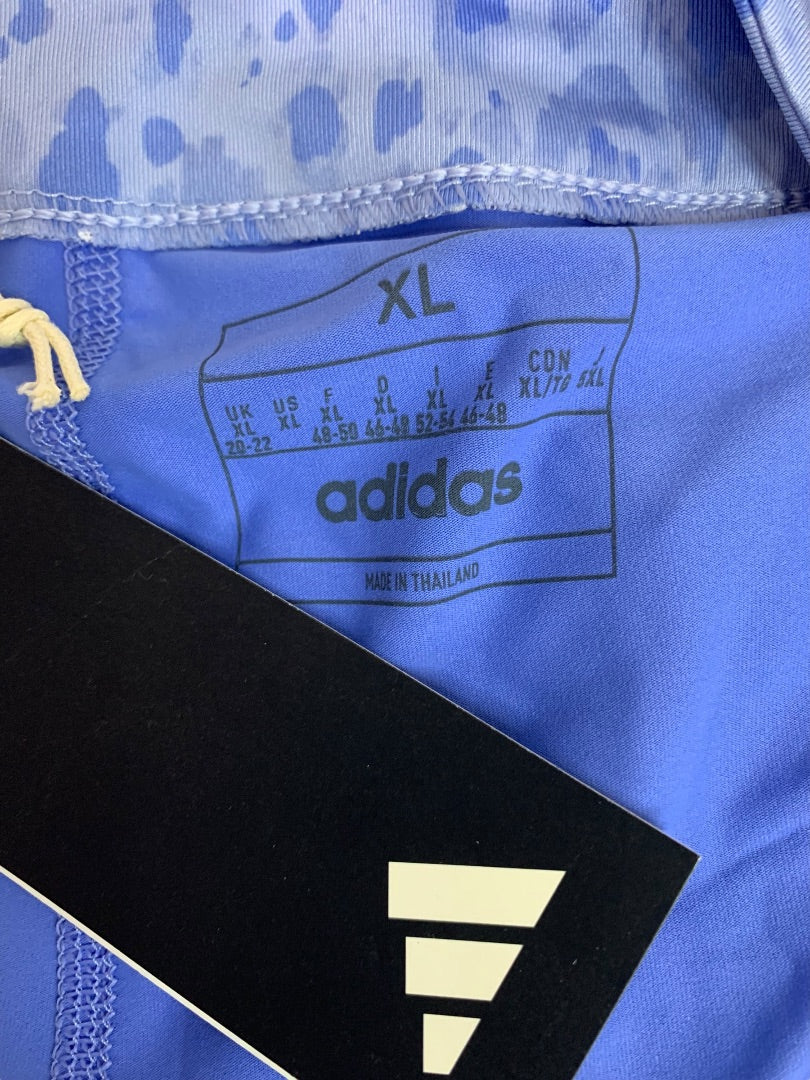 XL
UK US F D I E CDN J
XL XL XL XL XL XL XL/TG 5XL
20-22 48-50 46-48 52-54 46-48
adidas
MADE IN THAILAND